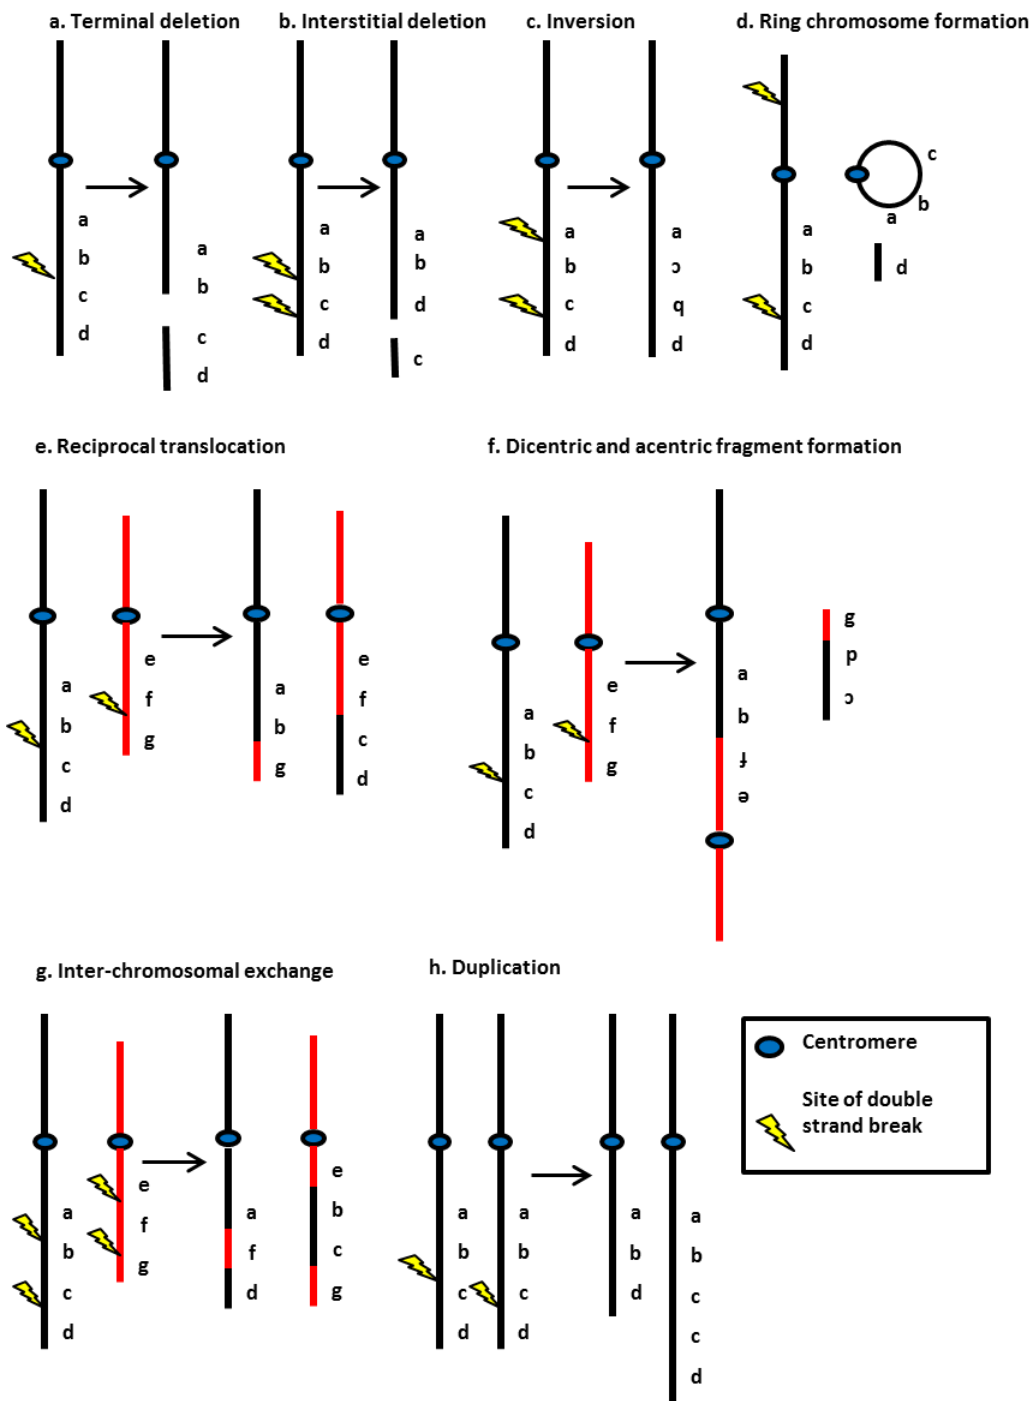 a. Terminal deletion
b. Interstitial deletion
c. Inversion
d. Ring chromosome formation
a
b
c
d
a
b
c
d
a
b
c
d
a
b
d
c
a
b
c
d
a
ɔ
q
d
a
b
c
d
c
b
a
d
e. Reciprocal translocation
f. Dicentric and acentric fragment formation
a
b
c
d
e
f
g
a
b
g
e
f
c
d
a
b
c
d
e
f
g
a
q
ɟ
ǝ
g
p
ɔ
g. Inter-chromosomal exchange
h. Duplication
a
b
c
d
e
f
g
a
f
d
e
b
c
g
a
b
c
d
a
b
c
d
a
b
d
a
b
c
c
d
Centromere
Site of double
strand break